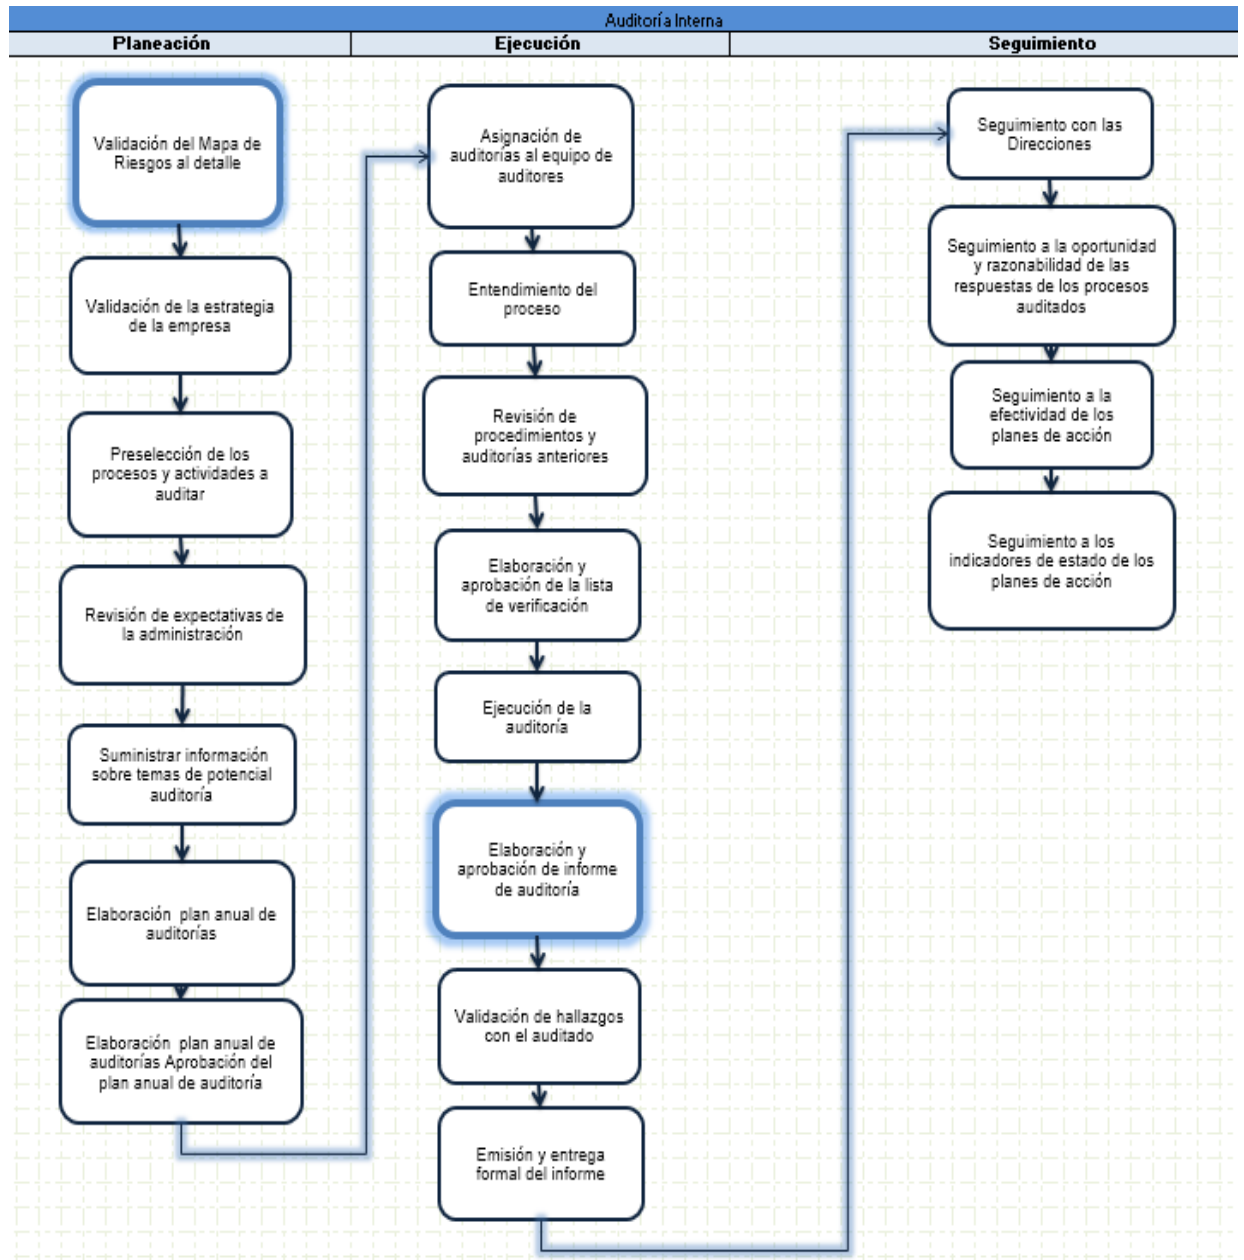 Auditoría Interna
Planeación
Ejecución
Seguimiento
Validación del Mapa de
Riesgos al detalle
Validación de la estrategia
de la empresa
Preselección de los
procesos y actividades a
auditar
Revisión de expectativas de
la administración
Suministrar información
sobre temas de potencial
auditoría
Elaboración plan anual de
auditorías
Elaboración plan anual de
auditorías Aprobación del
plan anual de auditoría
Asignación de
auditorías al equipo de
auditores
Entendimiento del
proceso
Revisión de
procedimientos y
auditorías anteriores
Elaboración y
aprobación de la lista
de verificación
Ejecución de la
auditoría
Elaboración y
aprobación de informe
de auditoría
Validación de hallazgos
con el auditado
Emisión y entrega
formal del informe
Seguimiento con las
Direcciones
Seguimiento a la oportunidad
y razonabilidad de las
respuestas de los procesos
auditados
Seguimiento a la
efectividad de los
planes de acción
Seguimiento a los
indicadores de estado de los
planes de acción